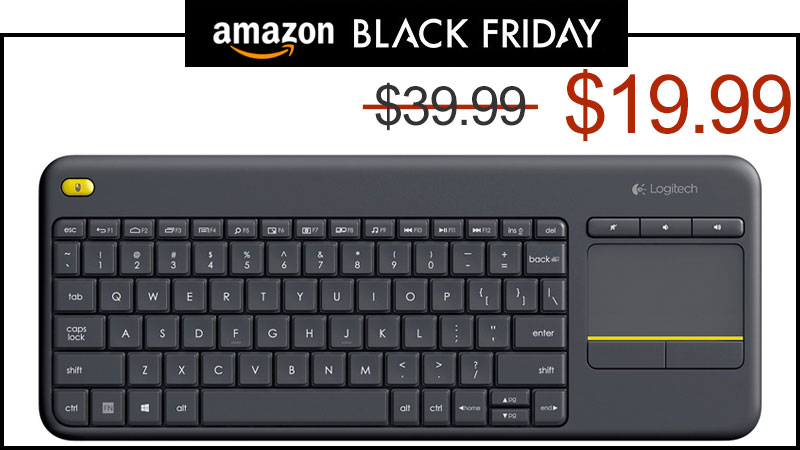 amazon BLACK FRIDAY
$39.99 $19.99
Logitech
esc F1 F2 F3 F4 F5 F6 F7 F8 F9 F10 F11 F12 ins del
~ ` ! 1 @ 2 # 3 $ 4 % 5 ^ 6 & 7 * 8 ( 9 ) 0 — - + = back
tab Q W E R T Y U I O P { [ } ] | \
caps lock A S D F G H J K L : ; " ' enter
shift Z X C V B N M < , > . ? / shift
ctrl FN alt alt ctrl home pg pg end